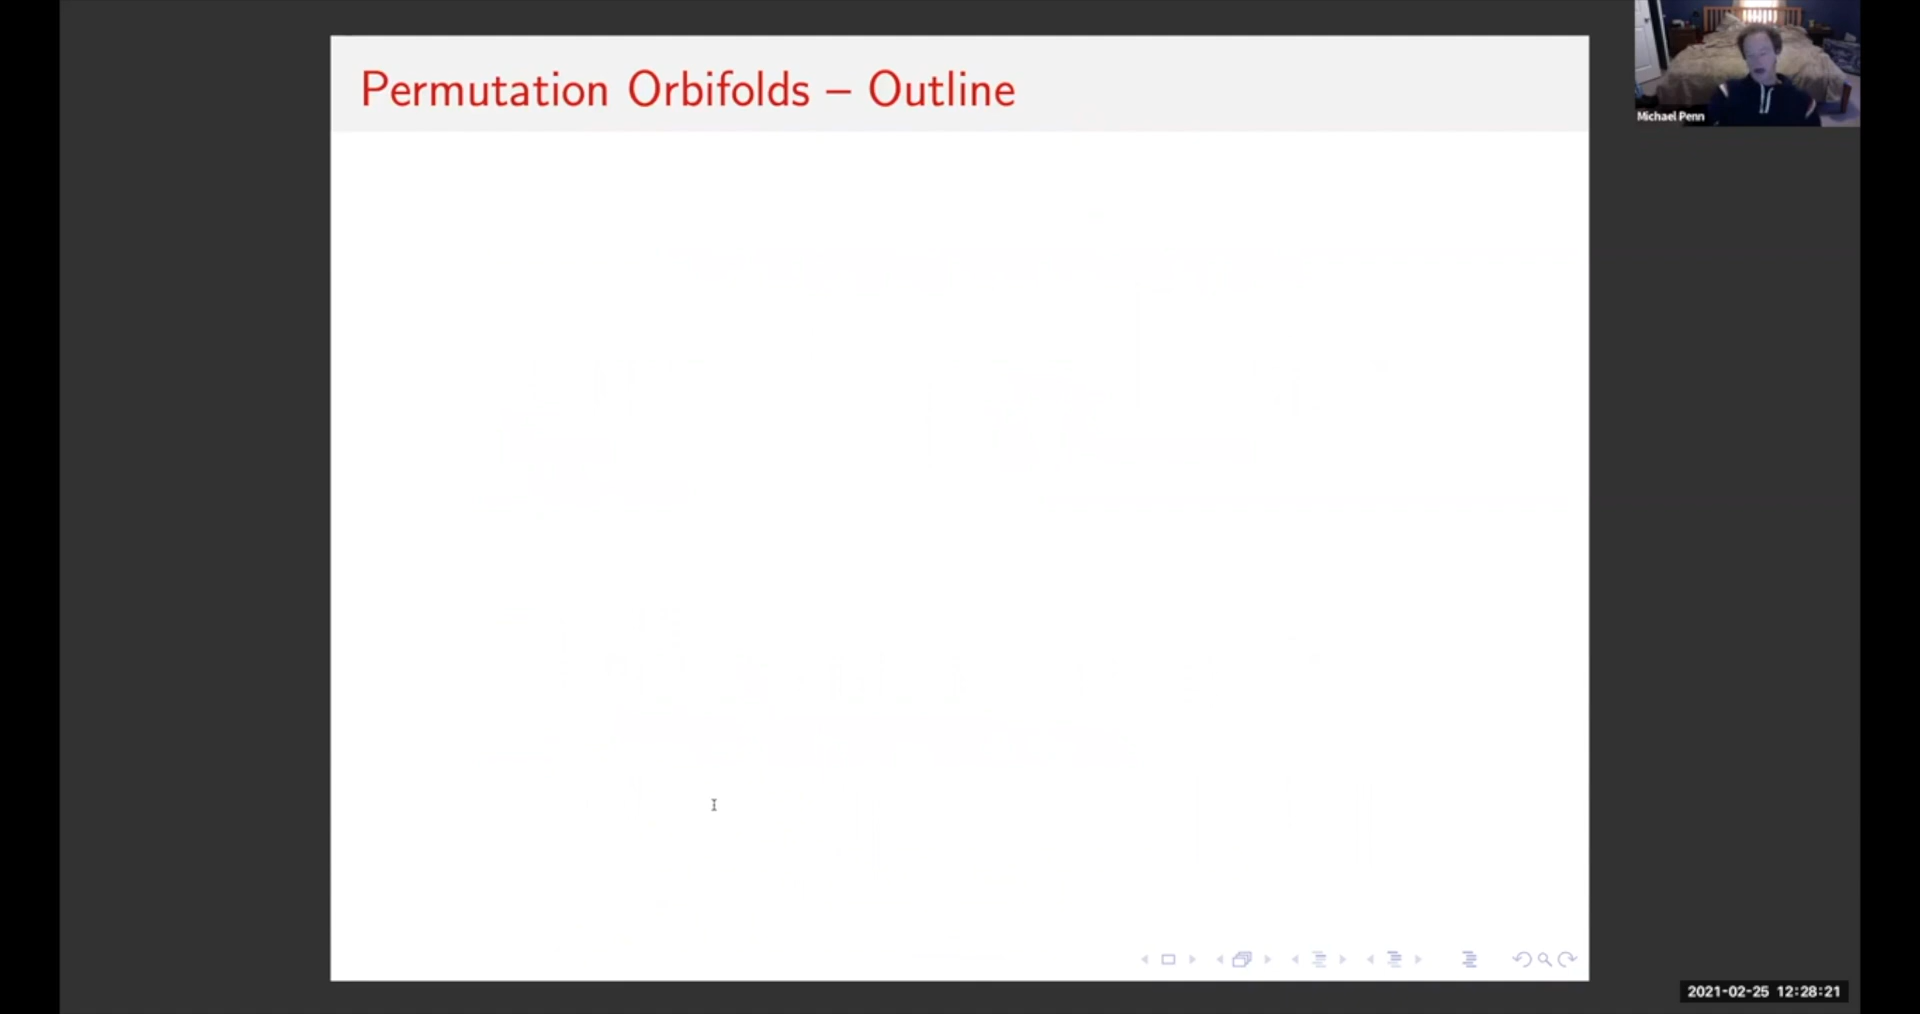 Permutation Orbifolds – Outline
Michael Penn
2021-02-25 12:28:21